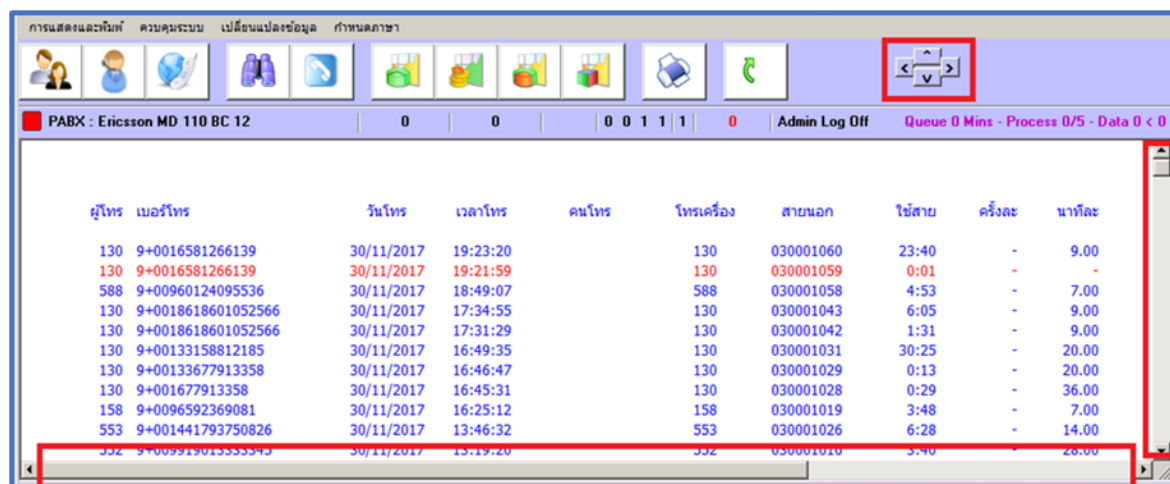 การแสดงและพิมพ์ ควบคุมระบบ เปลี่ยนแปลงข้อมูล กำหนดภาษา
PABX : Ericsson MD 110 BC 12 0 0 0 0 1 1 1 0 Admin Log Off Queue 0 Mins - Process 0/5 - Data 0 < 0
ผู้โทร เบอร์โทร วันโทร เวลาโทร คนโทร โทรเครื่อง สายนอก ใช้สาย ครั้งละ นาทีละ
130 9+0016581266139 30/11/2017 19:23:20 130 030001060 23:40 - 9.00
130 9+0016581266139 30/11/2017 19:21:59 130 030001059 0:01 - -
588 9+00960124095536 30/11/2017 18:49:07 588 030001058 4:53 - 7.00
130 9+0018618601052566 30/11/2017 17:34:55 130 030001043 6:05 - 9.00
130 9+0018618601052566 30/11/2017 17:31:29 130 030001042 1:31 - 9.00
130 9+00133158812185 30/11/2017 16:49:35 130 030001031 30:25 - 20.00
130 9+00133677913358 30/11/2017 16:46:47 130 030001029 0:13 - 20.00
130 9+001677913358 30/11/2017 16:45:31 130 030001028 0:29 - 36.00
158 9+0096592369081 30/11/2017 16:25:12 158 030001019 3:48 - 7.00
553 9+001441793750826 30/11/2017 13:46:32 553 030001026 6:28 - 14.00
552 30/11/2017 13:19:20 552 3:40 - 28.00